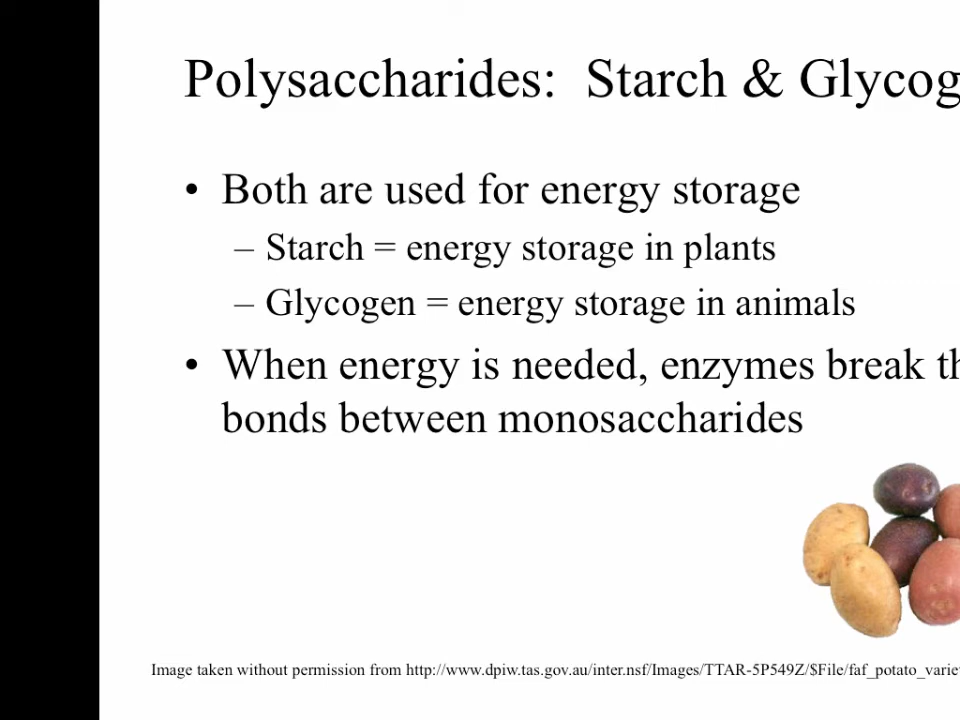 Polysaccharides: Starch & Glycog
• Both are used for energy storage
– Starch = energy storage in plants
– Glycogen = energy storage in animals
• When energy is needed, enzymes break th
bonds between monosaccharides
Image taken without permission from http://www.dpiw.tas.gov.au/inter.nsf/Images/TTAR-5P549Z/$File/faf_potato_varie